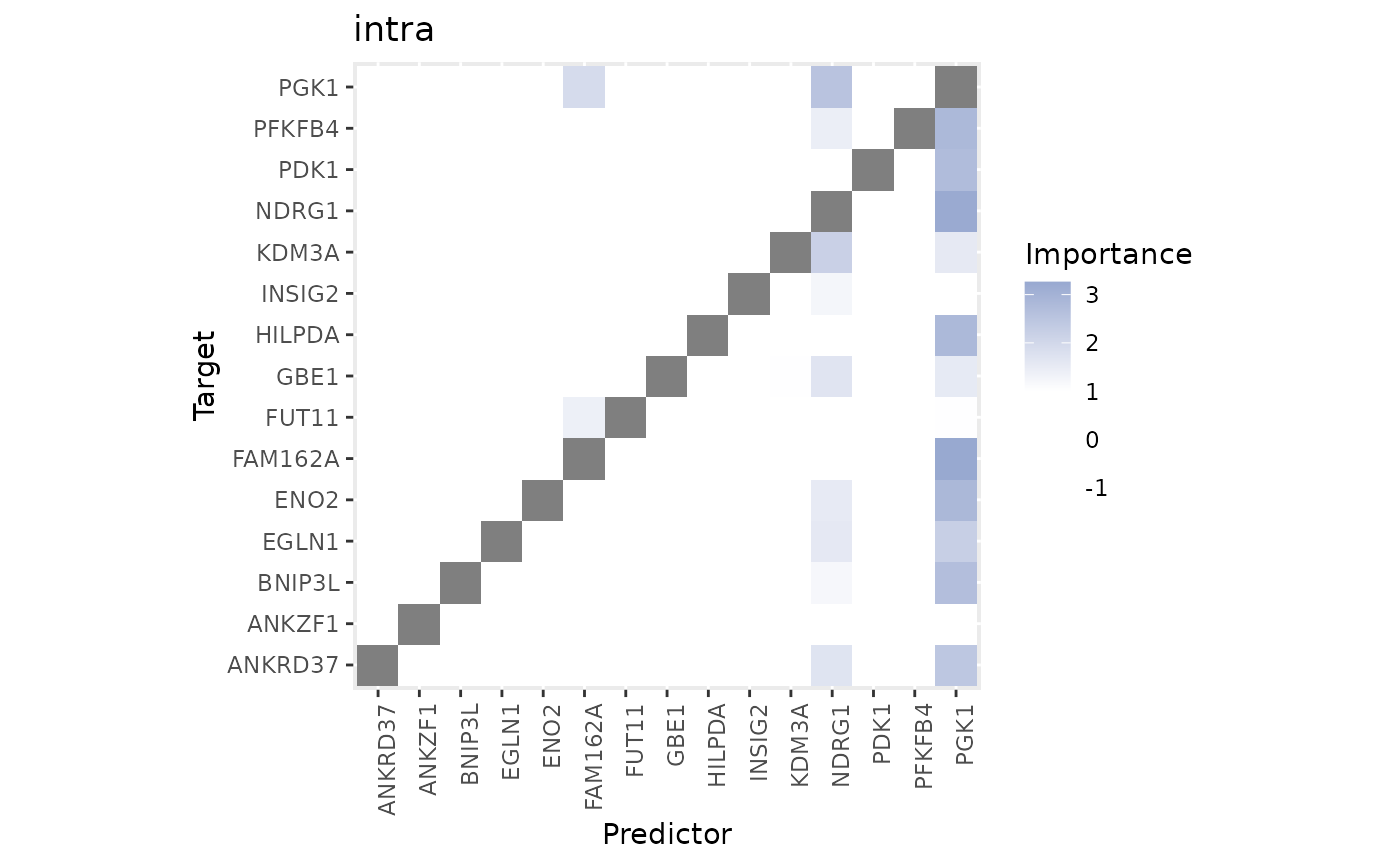 intra
PGK1
PFKFB4
PDK1
NDRG1
KDM3A
INSIG2
HILPDA
GBE1
FUT11
FAM162A
ENO2
EGLN1
BNIP3L
ANKZF1
ANKRD37
Target
ANKRD37
ANKZF1
BNIP3L
EGLN1
ENO2
FAM162A
FUT11
GBE1
HILPDA
INSIG2
KDM3A
NDRG1
PDK1
PFKFB4
PGK1
Predictor
Importance
3
2
1
0
-1